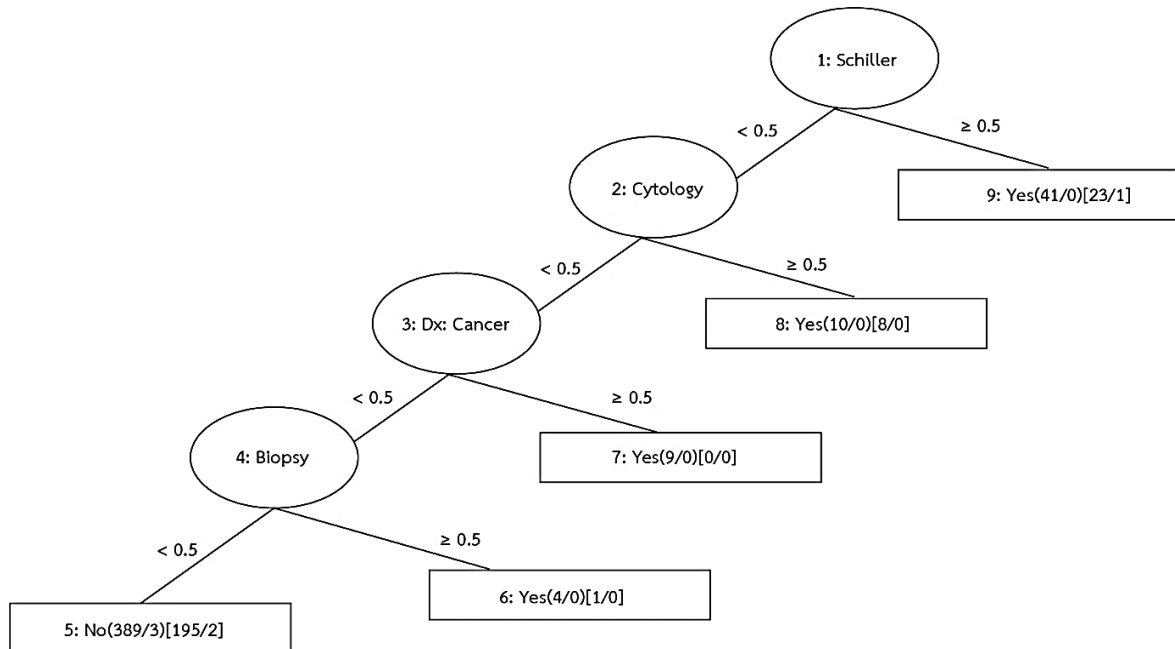 1: Schiller
< 0.5
≥ 0.5
2: Cytology
9: Yes(41/0)[23/1]
< 0.5
≥ 0.5
3: Dx: Cancer
8: Yes(10/0)[8/0]
< 0.5
≥ 0.5
4: Biopsy
7: Yes(9/0)[0/0]
< 0.5
≥ 0.5
6: Yes(4/0)[1/0]
5: No(389/3)[195/2]